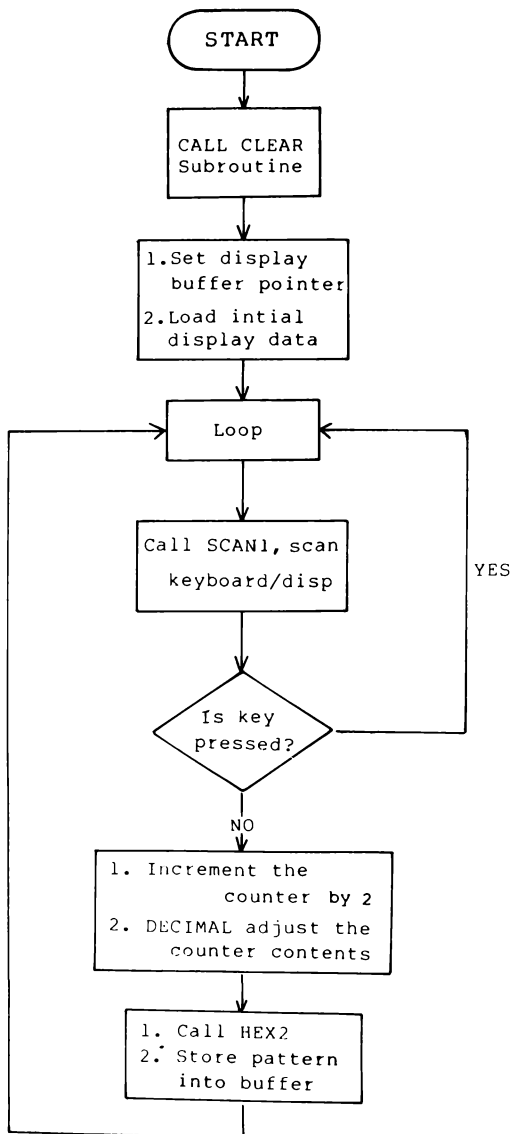 START
CALL CLEAR
Subroutine
1.Set display
buffer pointer
2.Load intial
display data
Loop
Call SCAN1, scan
keyboard/disp
YES
Is key
pressed?
NO
1. Increment the
counter by 2
2. DECIMAL adjust the
counter contents
1. Call HEX2
2. Store pattern
into buffer